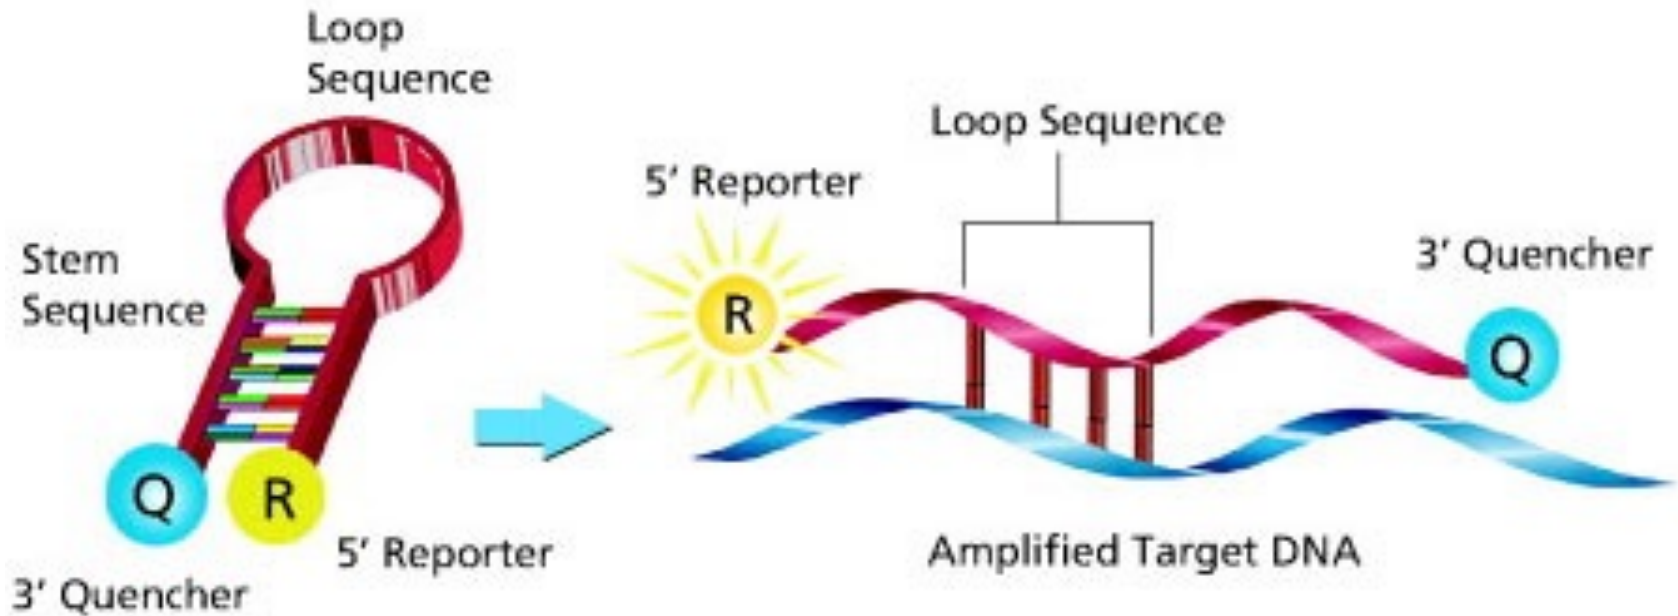 Loop
Sequence
Stem
Sequence
Q
R
5' Reporter
3' Quencher
Loop Sequence
5' Reporter
3' Quencher
R
Q
Amplified Target DNA